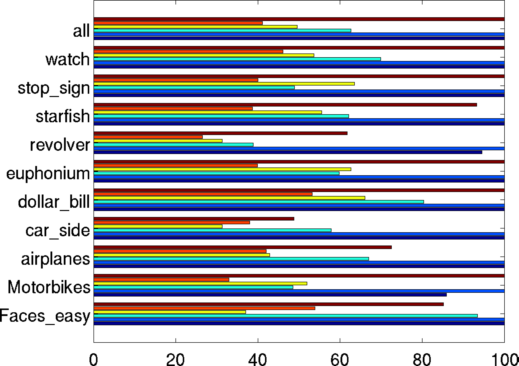 all
watch
stop_sign
starfish
revolver
euphonium
dollar_bill
car_side
airplanes
Motorbikes
Faces_easy
0 20 40 60 80 100